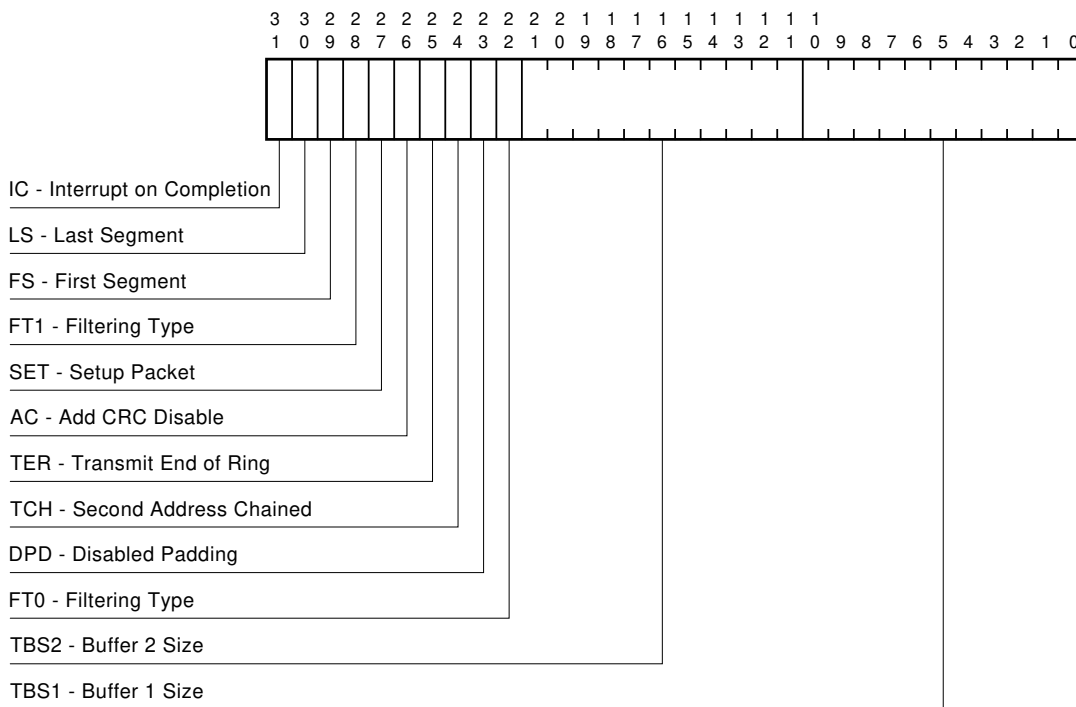 3 3 2 2 2 2 2 2 2 2 2 2 1 1 1 1 1 1 1 1 1 1
1 0 9 8 7 6 5 4 3 2 1 0 9 8 7 6 5 4 3 2 1 0 9 8 7 6 5 4 3 2 1 0
IC - Interrupt on Completion
LS - Last Segment
FS - First Segment
FT1 - Filtering Type
SET - Setup Packet
AC - Add CRC Disable
TER - Transmit End of Ring
TCH - Second Address Chained
DPD - Disabled Padding
FT0 - Filtering Type
TBS2 - Buffer 2 Size
TBS1 - Buffer 1 Size